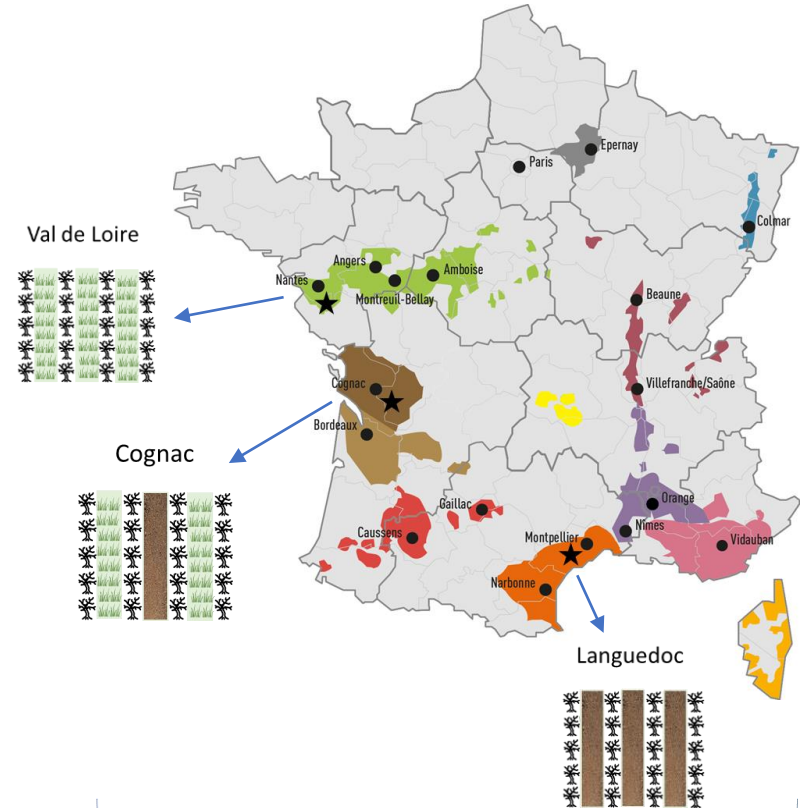 Epernay
Paris
Colmar
Val de Loire
Angers
Amboise
Nantes
Montreuil-Bellay
Beaune
Cognac
Villefranche/Saône
Bordeaux
Cognac
Gaillac
Orange
Caussens
Nîmes
Montpellier
Vidauban
Narbonne
Languedoc